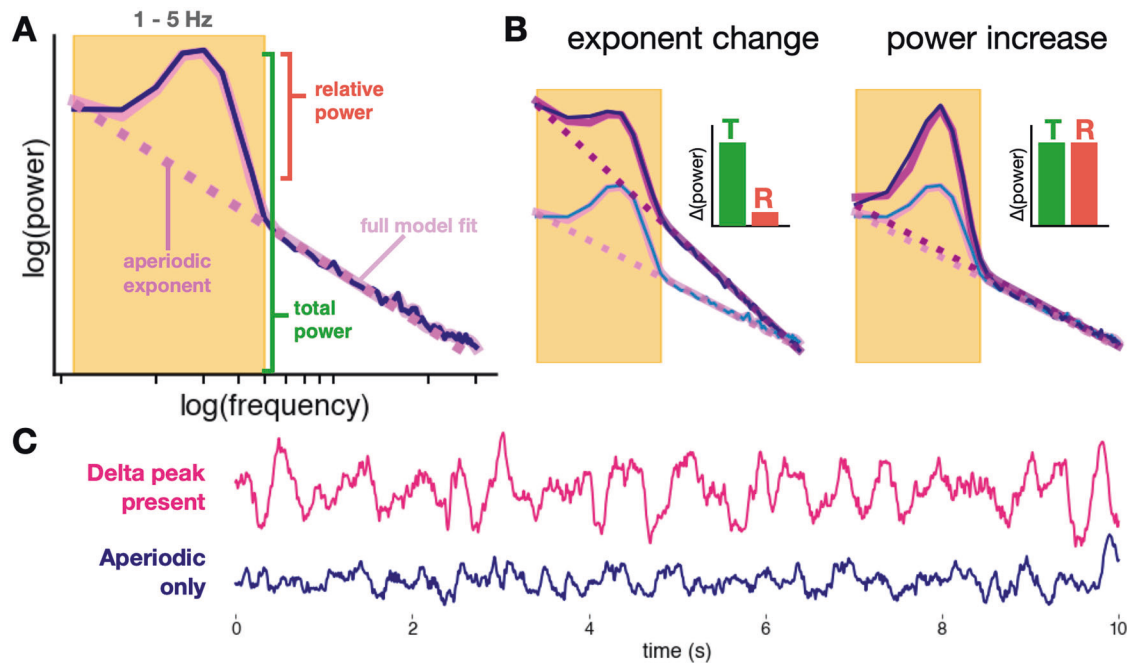 A
1 - 5 Hz
relative
power
full model fit
aperiodic
exponent
total
power
log(power)
log(frequency)
B
exponent change
power increase
T
R
Δ(power)
T R
Δ(power)
C
Delta peak
present
Aperiodic
only
0 2 4 6 8 10
time (s)